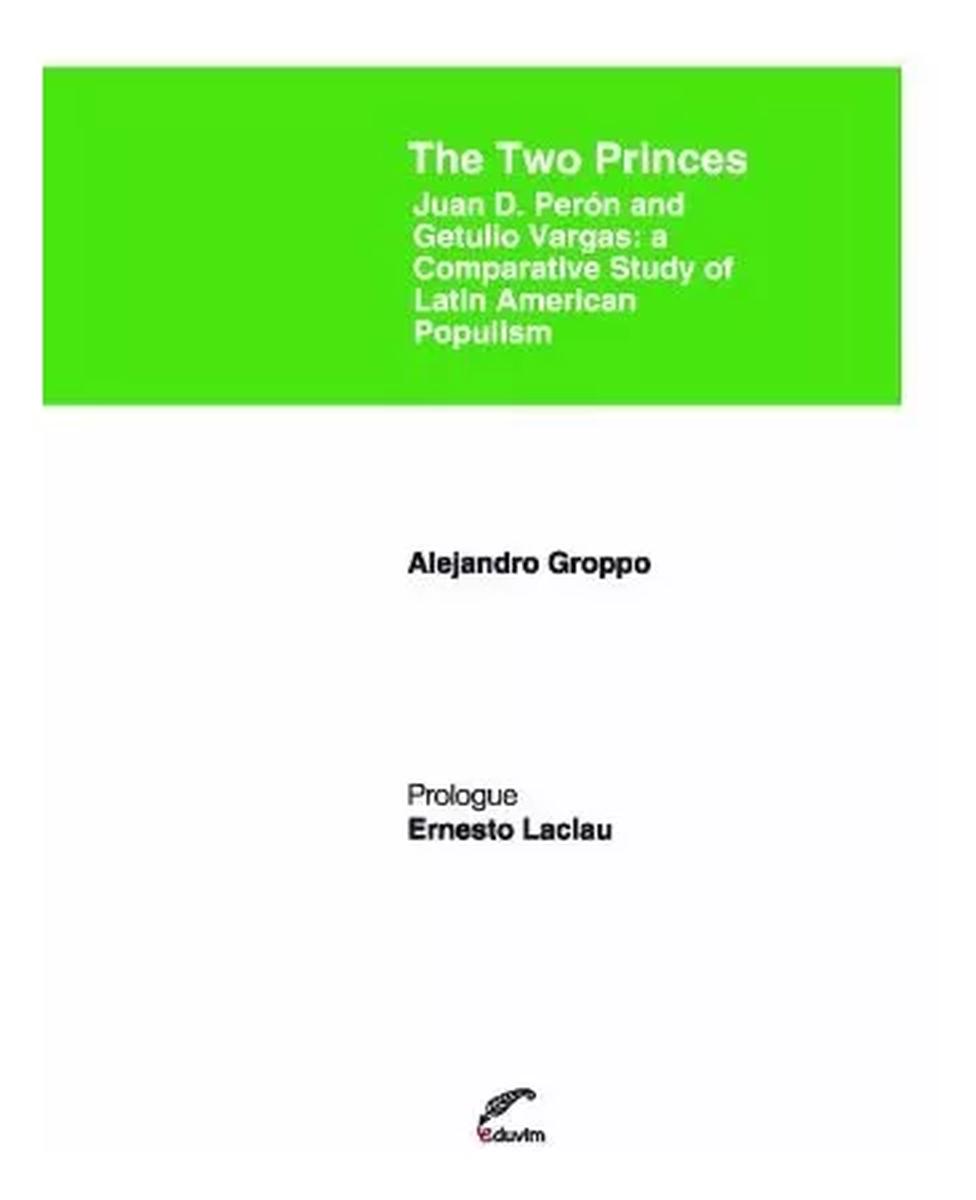 The Two Princes
Juan D. Perón and
Getulio Vargas: a
Comparative Study of
Latin American
Populism
Alejandro Groppo
Prologue
Ernesto Laclau
eduvim